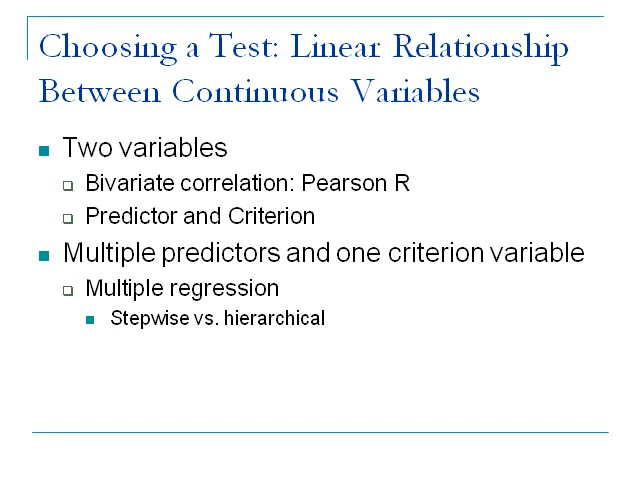 Choosing a Test: Linear Relationship
Between Continuous Variables
Two variables
Bivariate correlation: Pearson R
Predictor and Criterion
Multiple predictors and one criterion variable
Multiple regression
Stepwise vs. hierarchical